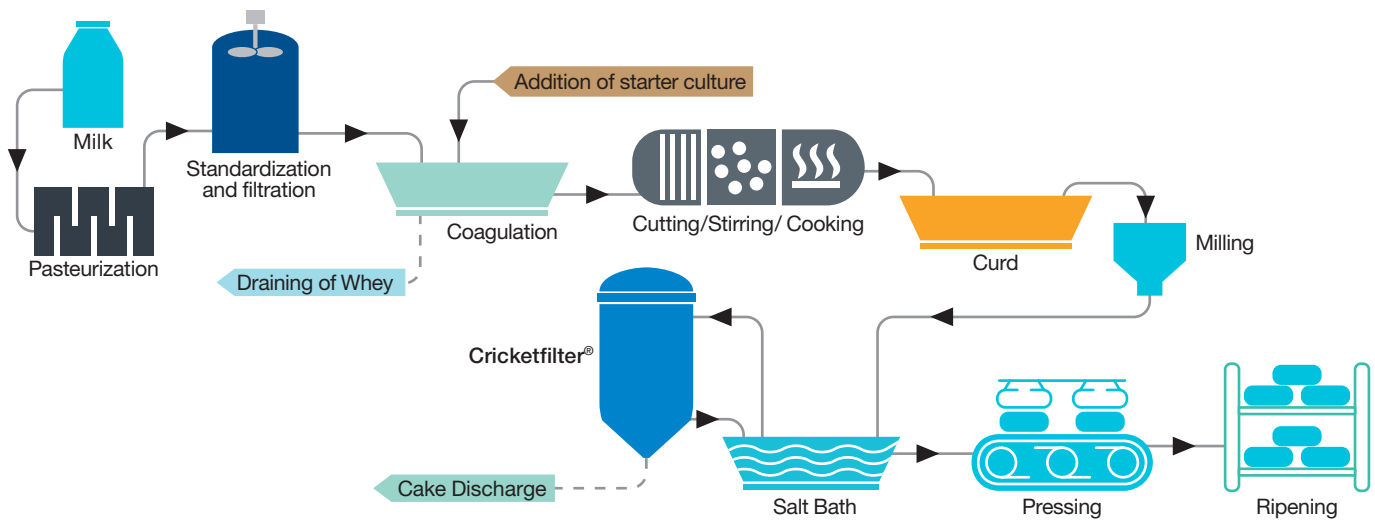 Addition of starter culture
Milk
Standardization
and filtration
Pasteurization
Coagulation
Cutting/Stirring/ Cooking
Curd
Milling
Draining of Whey
Cricketfilter®
Cake Discharge
Salt Bath
Pressing
Ripening